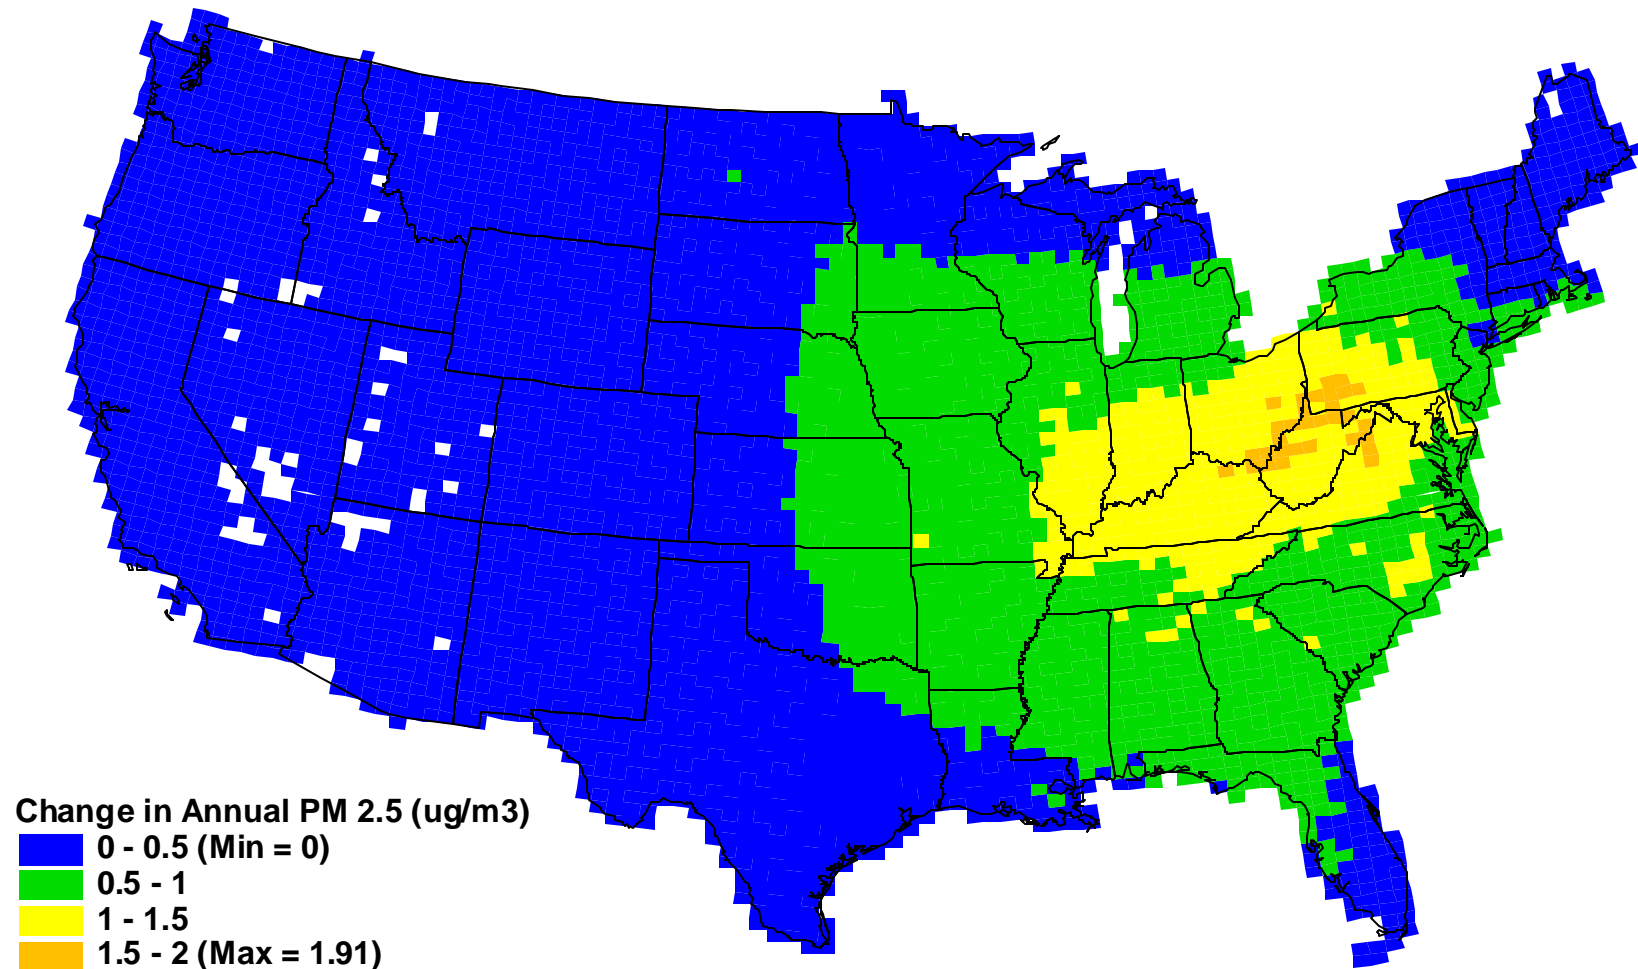 Change in Annual PM 2.5 (ug/m3)
0 - 0.5 (Min = 0)
0.5 - 1
1 - 1.5
1.5 - 2 (Max = 1.91)